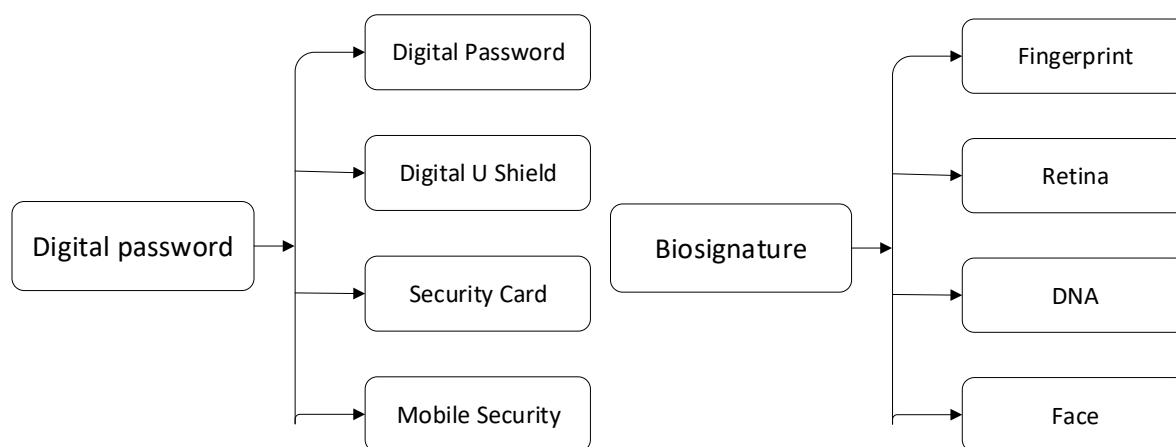 Digital password
Digital Password
Digital U Shield
Security Card
Mobile Security
Biosignature
Fingerprint
Retina
DNA
Face